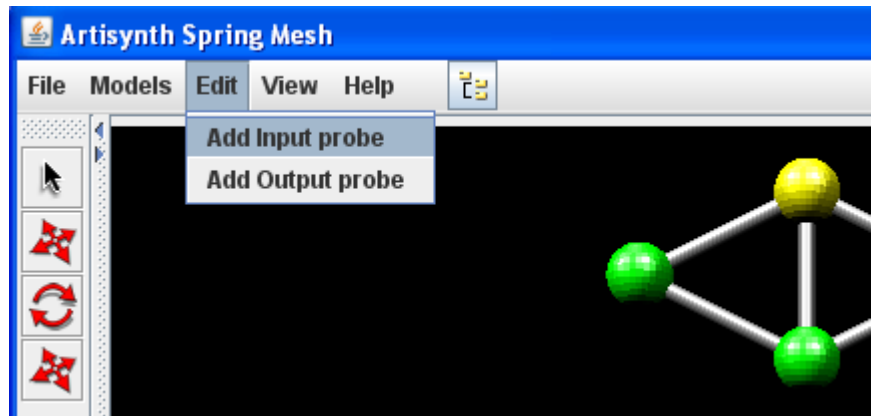 Artisynth Spring Mesh
File Models Edit View Help
Add Input probe
Add Output probe